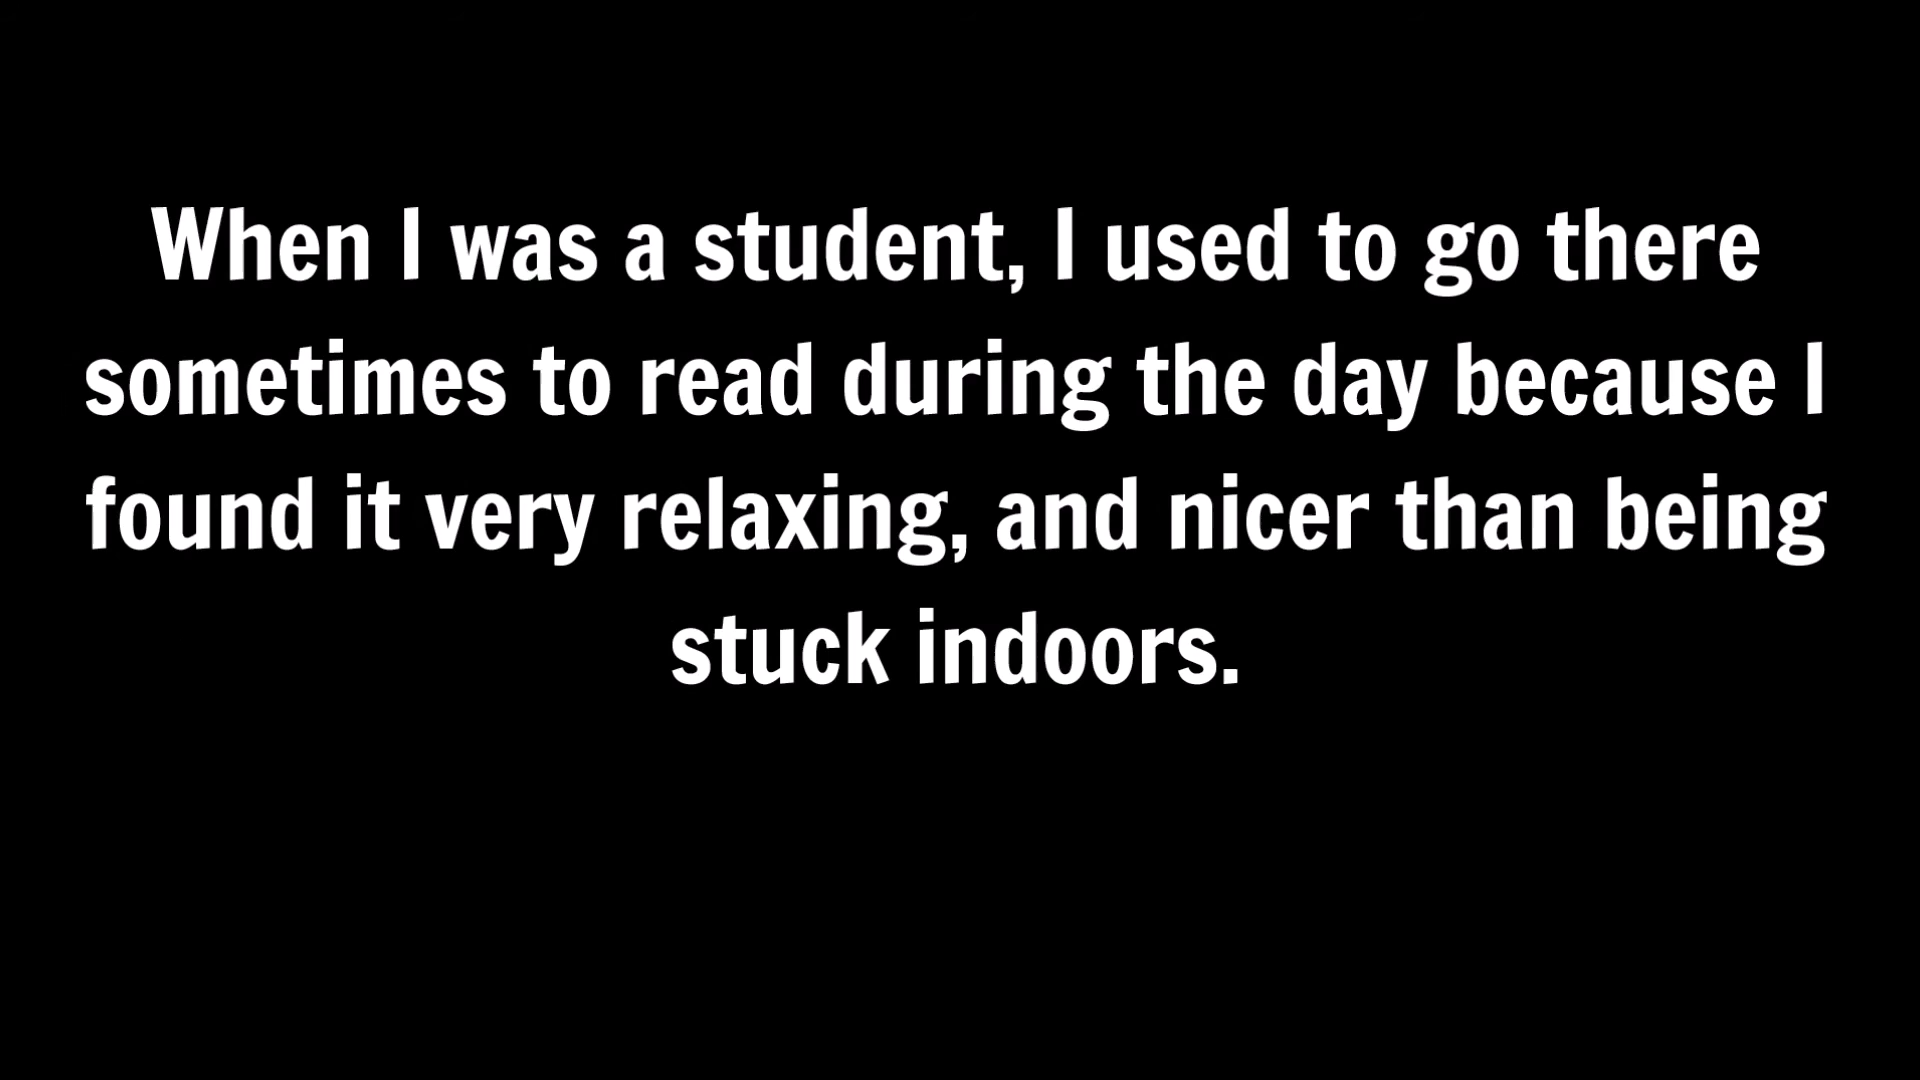 When I was a student, I used to go there
sometimes to read during the day because I
found it very relaxing, and nicer than being
stuck indoors.